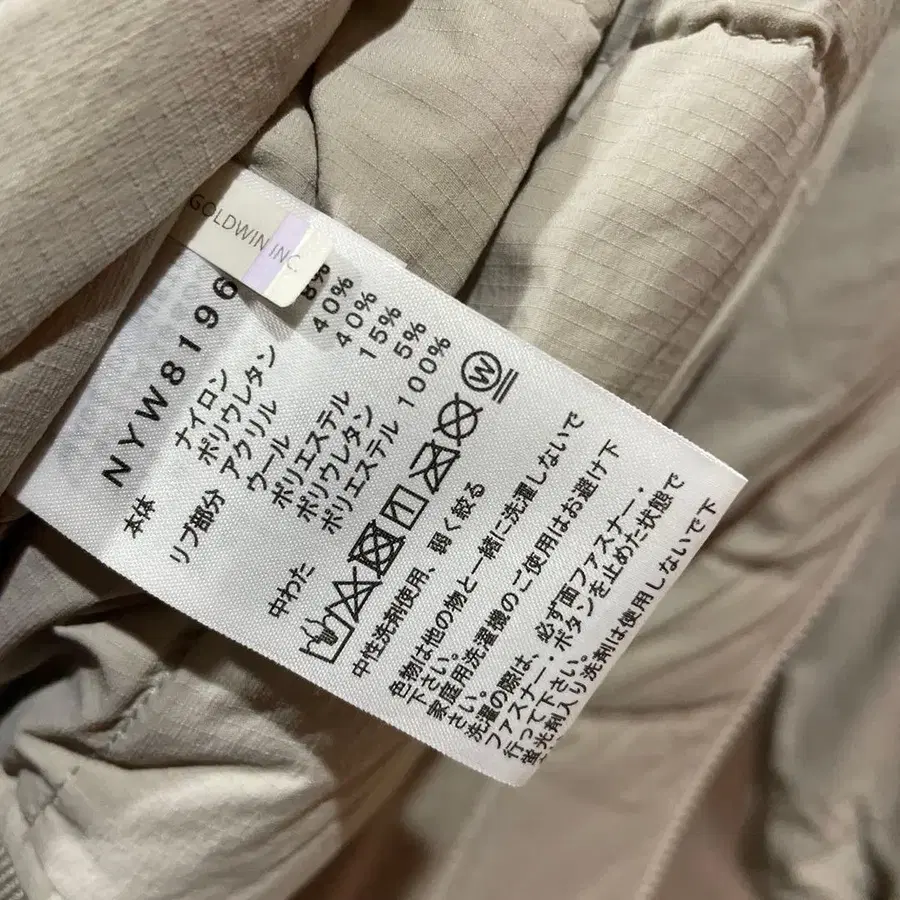 GOLDWIN INC.
NYW8196
本体 ナイロン
ポリウレタン 8%
リブ部分 アクリル 40%
ウール 40%
ポリエステル 15%
ポリウレタン 5%
中わた ポリエステル 100%
W
中性洗剤使用、弱く絞る
色物は他の物と一緒に洗濯しないで
下さい。
家庭用洗濯機のご使用はお避け下
さい。
洗濯の際は、必ず面ファスナー・
ファスナー・ボタンを止めた状態で
行って下さい。
蛍光剤入り洗剤は使用しないで下